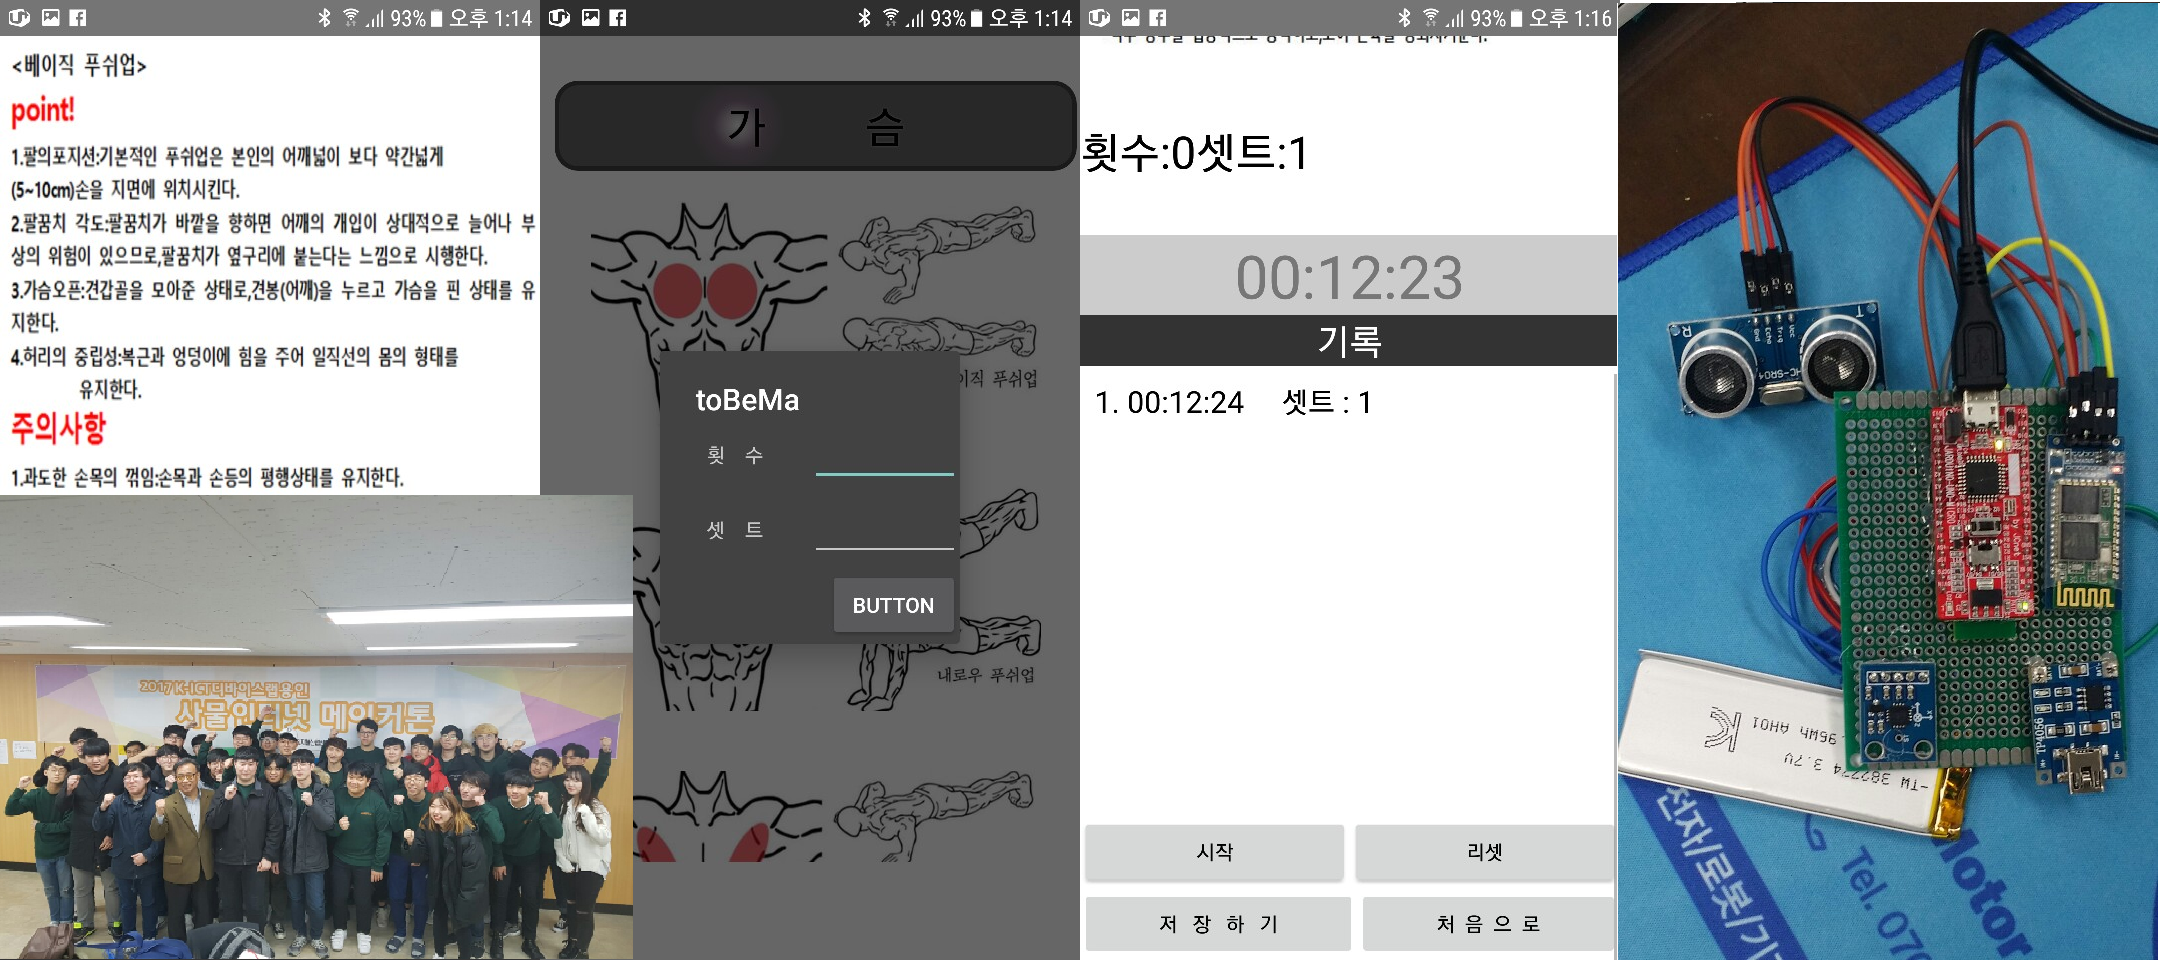 93% 오후 1:14
<베이직 푸쉬업>
point!
1.팔의포지션:기본적인 푸쉬업은 본인의 어깨넓이 보다 약간넓게
(5~10cm)손을 지면에 위치시킨다.
2.팔꿈치 각도:팔꿈치가 바깥을 향하면 어깨의 개입이 상대적으로 늘어나 부
상의 위험이 있으므로,팔꿈치가 옆구리에 붙는다는 느낌으로 시행한다.
3.가슴오픈:견갑골을 모아준 상태로,견봉(어깨)을 누르고 가슴을 핀 상태를 유
지한다.
4.허리의 중립성:복근과 엉덩이에 힘을 주어 일직선의 몸의 형태를
유지한다.
주의사항
1.과도한 손목의 꺾임:손목과 손등의 평행상태를 유지한다.
2017 K-ICT디바이스랩용인
사물인터넷 메이커톤
93% 오후 1:14
가 슴
이직 푸쉬업
toBeMa
횟 수
셋 트
BUTTON
내로우 푸쉬업
93% 오후 1:16
횟수:0셋트:1
00:12:23
기록
1. 00:12:24 셋트 : 1
시작
리셋
저 장 하 기
처 음 으 로
R
T
Gnd
Echo
Trig
Vcc
HC-SR04
by
TP4056
AH01
382774 3.7V
전자/로봇/기
Motor
Tel. 070